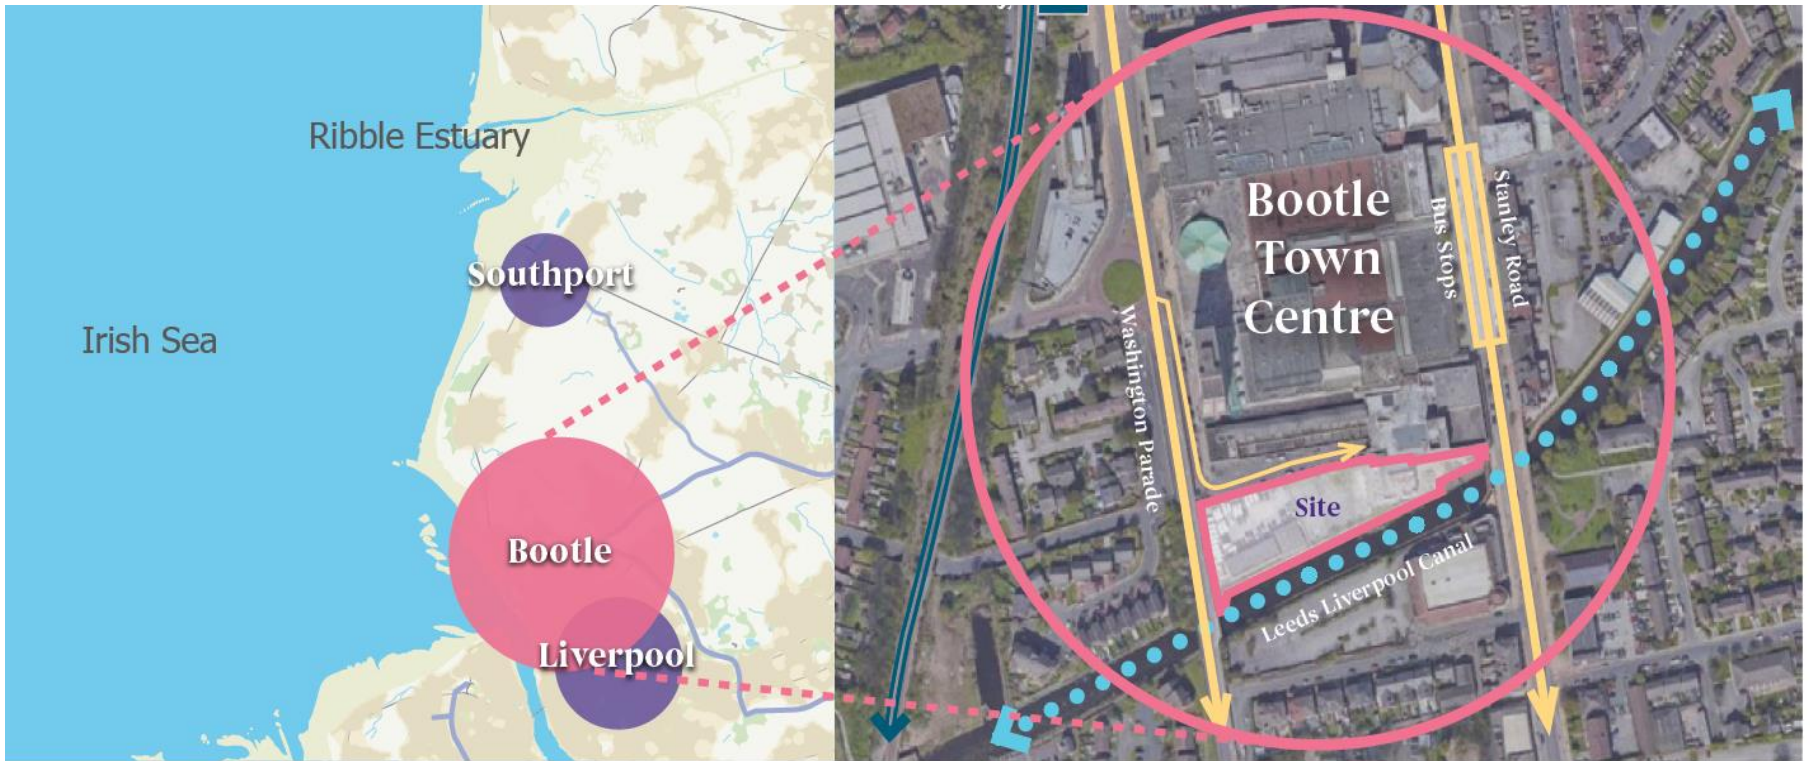 Ribble Estuary
Irish Sea
Southport
Bootle
Liverpool
Bootle
Town
Centre
Bus Stops
Stanley Road
Washington Parade
Site
Leeds Liverpool Canal